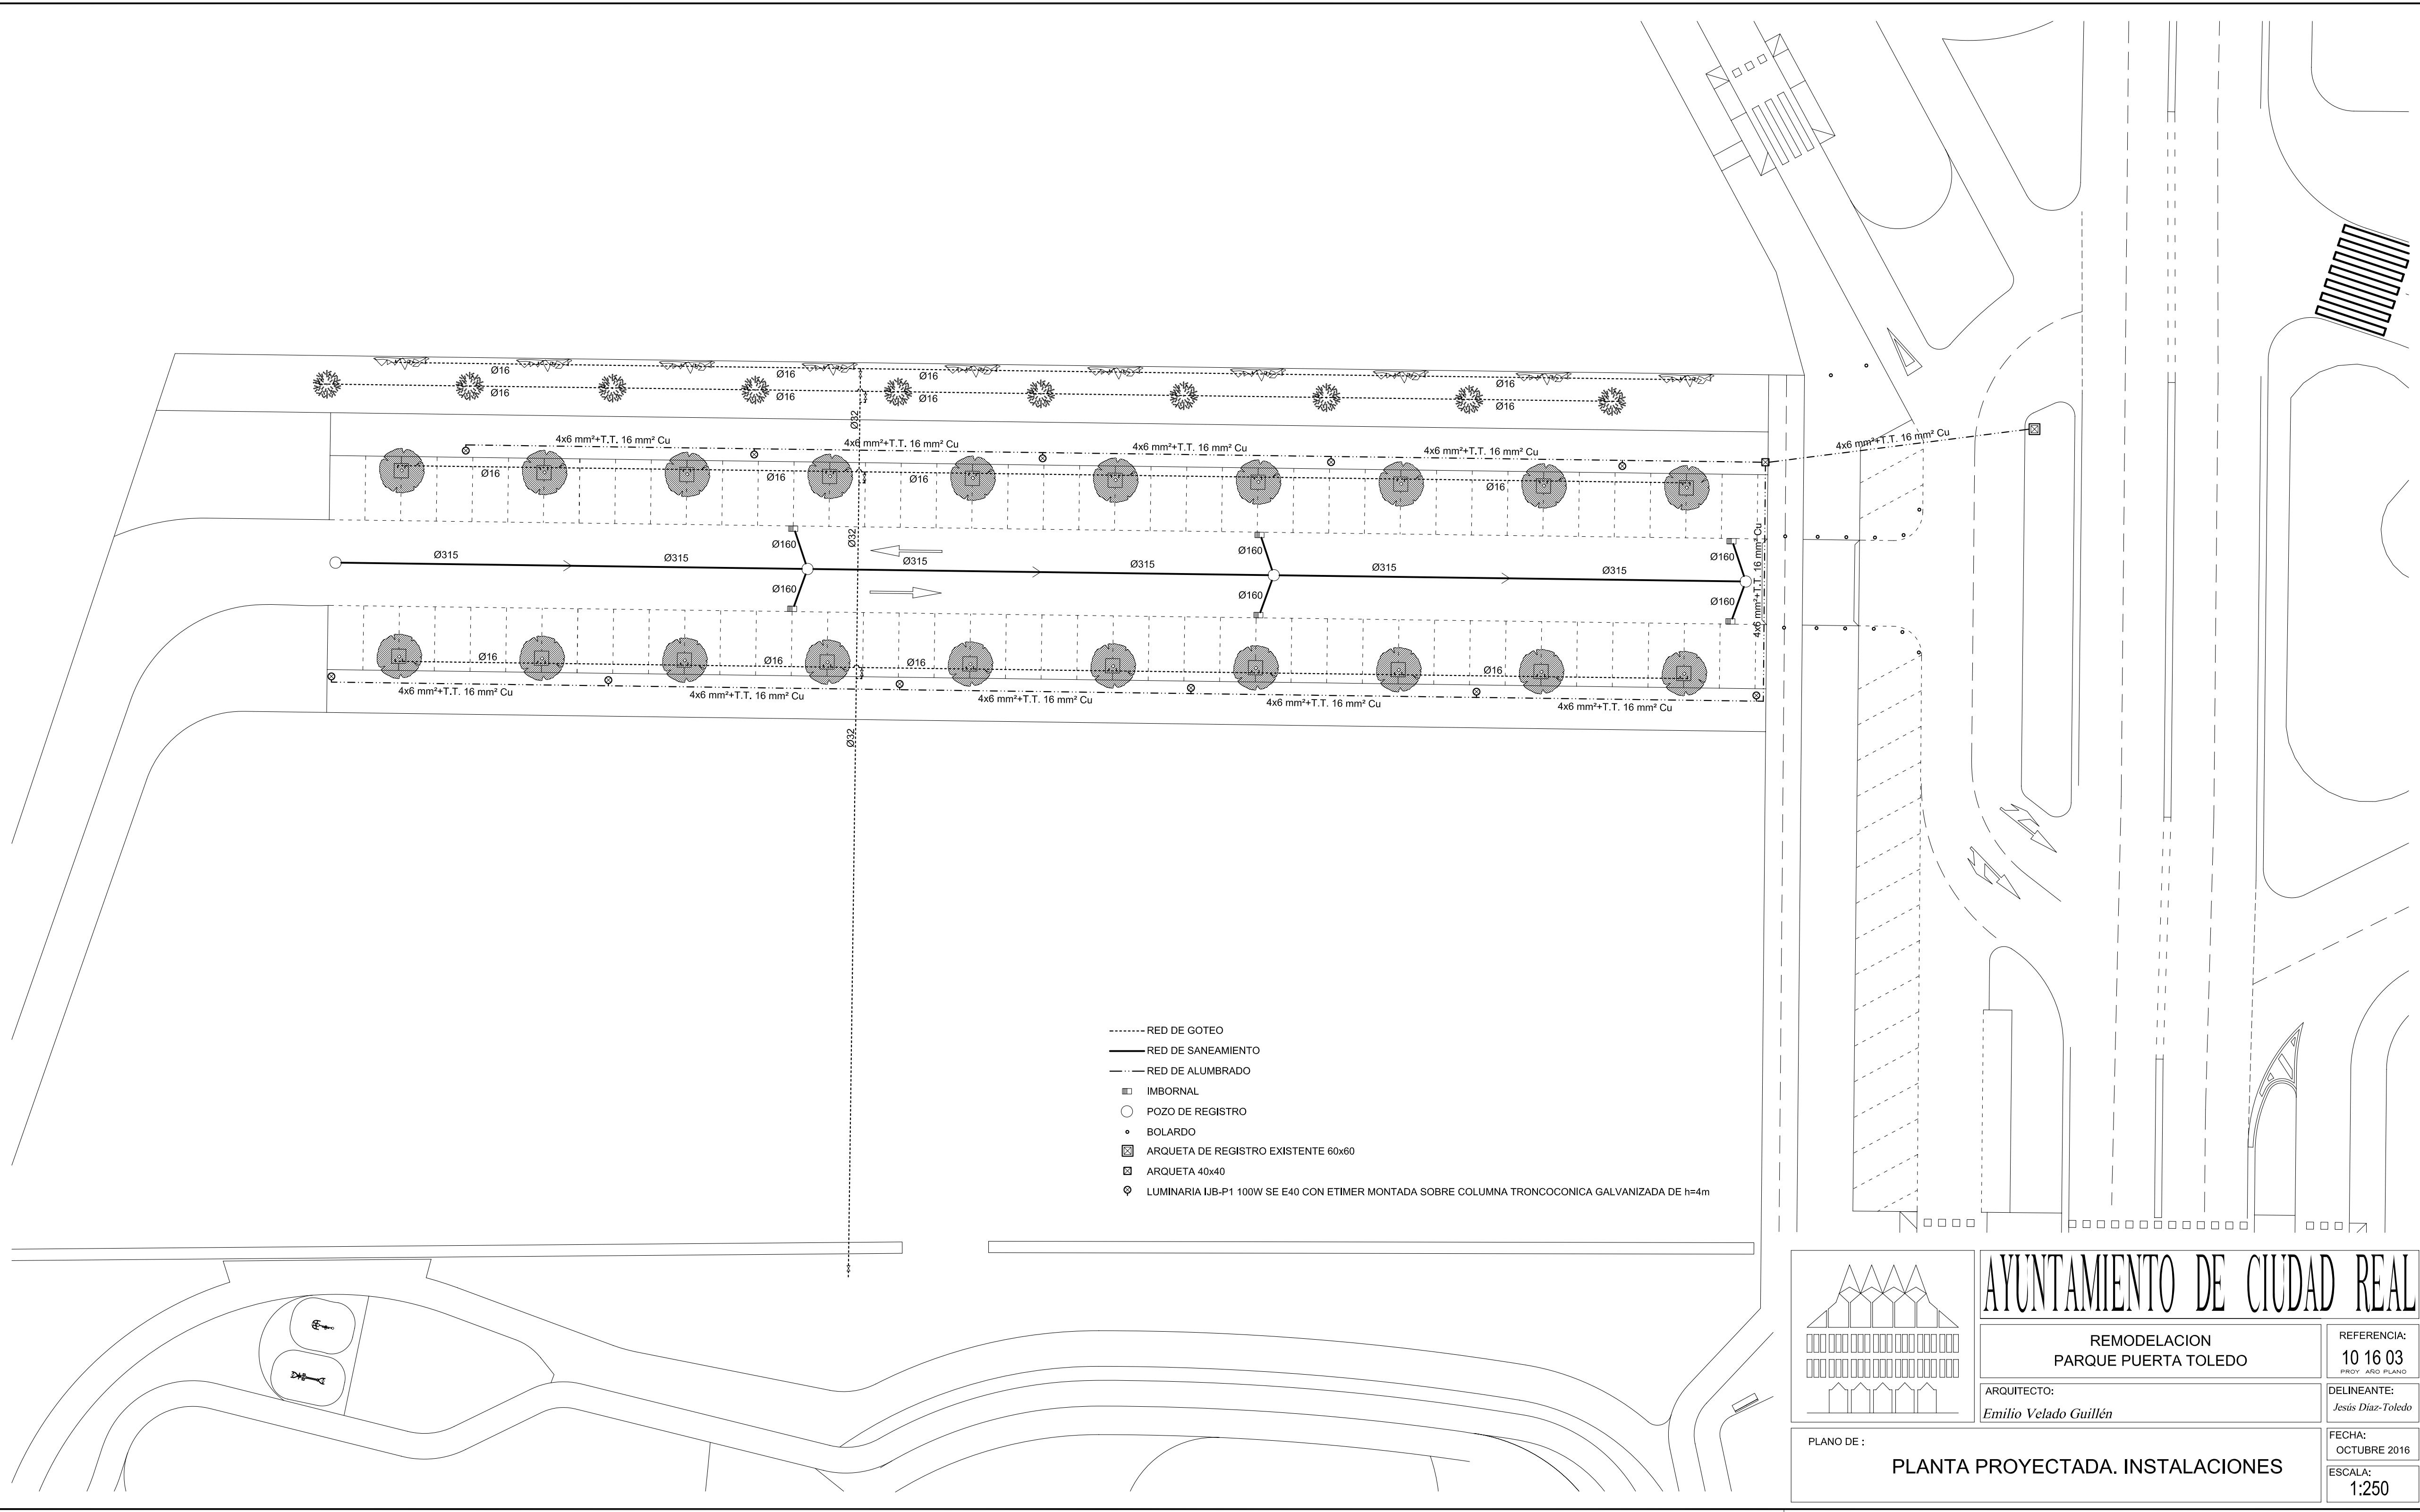 Ø16
Ø16
Ø16
Ø16
Ø16
Ø16
Ø16
Ø16
Ø32
4x6 mm²+T.T. 16 mm² Cu
4x6 mm²+T.T. 16 mm² Cu
4x6 mm²+T.T. 16 mm² Cu
4x6 mm²+T.T. 16 mm² Cu
4x6 mm²+T.T. 16 mm² Cu
Ø16
Ø16
Ø16
Ø16
Ø32
4x6 mm²+T.T. 16 mm² Cu
Ø160
Ø160
Ø160
Ø315
Ø315
Ø315
Ø315
Ø315
Ø315
Ø160
Ø160
Ø160
Ø16
Ø16
Ø16
Ø16
4x6 mm²+T.T. 16 mm² Cu
4x6 mm²+T.T. 16 mm² Cu
4x6 mm²+T.T. 16 mm² Cu
4x6 mm²+T.T. 16 mm² Cu
4x6 mm²+T.T. 16 mm² Cu
Ø32
RED DE GOTEO
RED DE SANEAMIENTO
RED DE ALUMBRADO
IMBORNAL
POZO DE REGISTRO
BOLARDO
ARQUETA DE REGISTRO EXISTENTE 60x60
ARQUETA 40x40
LUMINARIA IJB-P1 100W SE E40 CON ETIMER MONTADA SOBRE COLUMNA TRONCOCONICA GALVANIZADA DE h=4m
AYUNTAMIENTO DE CIUDAD REAL
REMODELACION
PARQUE PUERTA TOLEDO
REFERENCIA:
10 16 03
PROY AÑO PLANO
ARQUITECTO:
Emilio Velado Guillén
DELINEANTE:
Jesús Díaz-Toledo
PLANO DE :
PLANTA PROYECTADA. INSTALACIONES
FECHA:
OCTUBRE 2016
ESCALA:
1:250